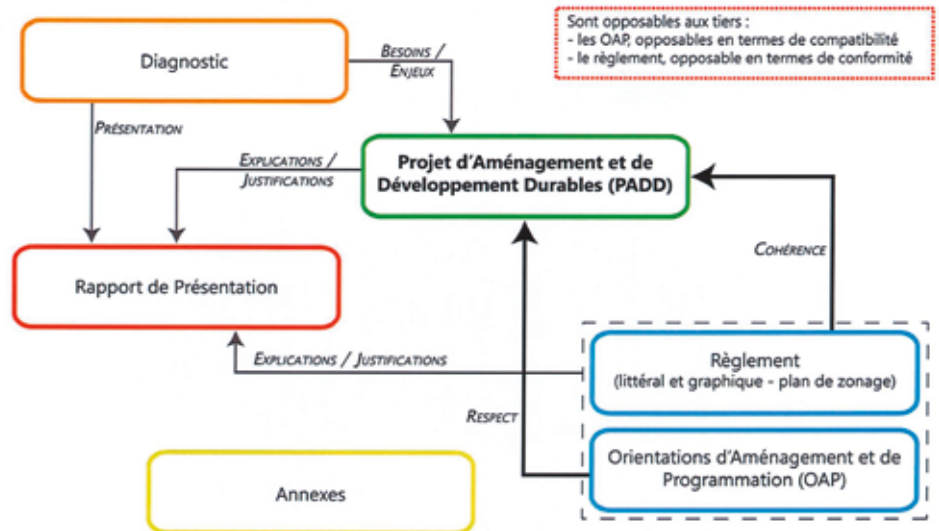 Sont opposables aux tiers :
- les OAP, opposables en termes de compatibilité
- le règlement, opposable en termes de conformité
Diagnostic
BESOINS /
ENJEUX
PRÉSENTATION
EXPLICATIONS /
JUSTIFICATIONS
Projet d'Aménagement et de
Développement Durables (PADD)
COHÉRENCE
Rapport de Présentation
EXPLICATIONS / JUSTIFICATIONS
Règlement
(littéral et graphique - plan de zonage)
RESPECT
Orientations d'Aménagement et de
Programmation (OAP)
Annexes